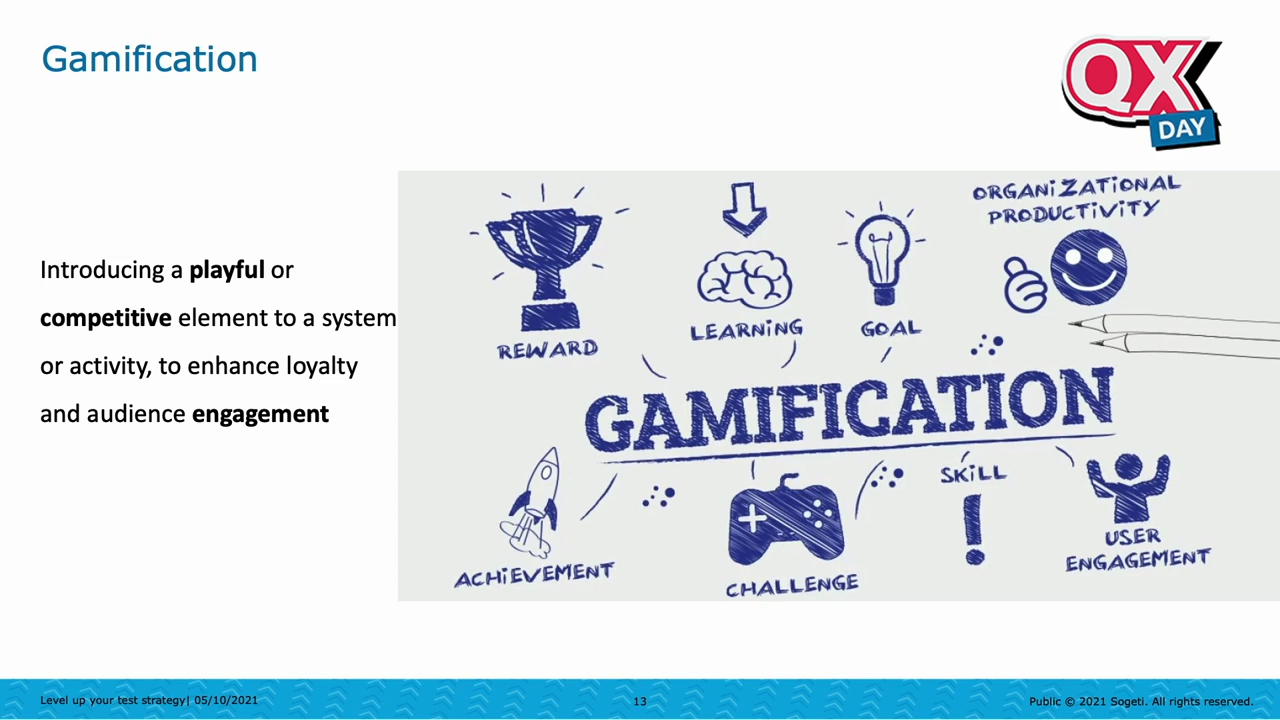 Gamification
QX
DAY
Introducing a playful or
competitive element to a system
or activity, to enhance loyalty
and audience engagement
ORGANIZATIONAL
PRODUCTIVITY
REWARD
LEARNING
GOAL
GAMIFICATION
SKILL
ACHIEVEMENT
CHALLENGE
USER
ENGAGEMENT
Level up your test strategy| 05/10/2021
13
Public © 2021 Sogeti. All rights reserved.